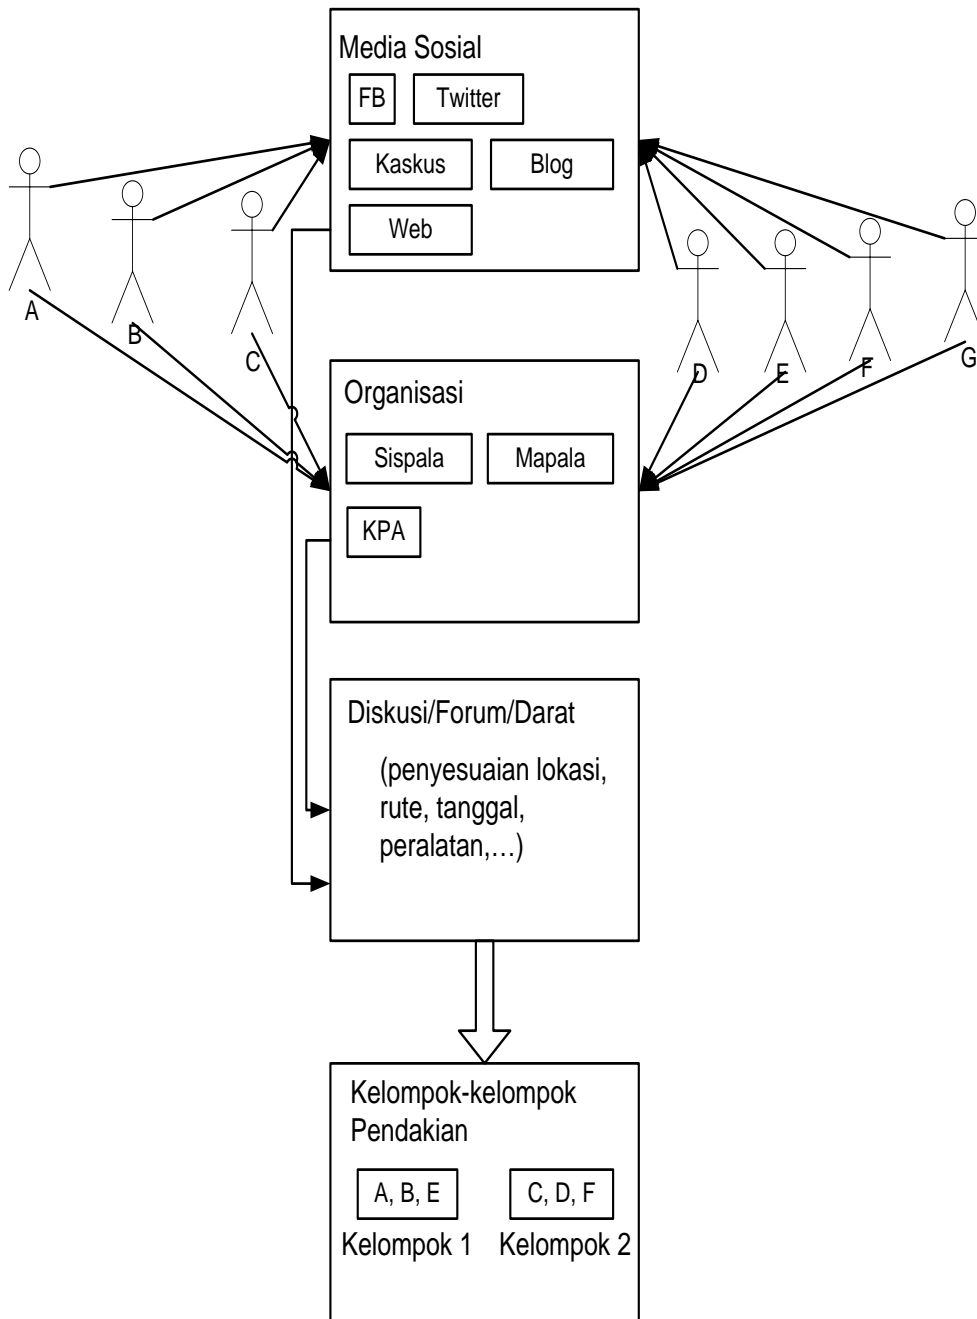 Media Sosial
FB
Twitter
Kaskus
Blog
Web
A
B
C
D
E
F
G
Organisasi
Sispala
Mapala
KPA
Diskusi/Forum/Darat
(penyesuaian lokasi,
rute, tanggal,
peralatan,...)
Kelompok-kelompok
Pendakian
A, B, E
C, D, F
Kelompok 1
Kelompok 2